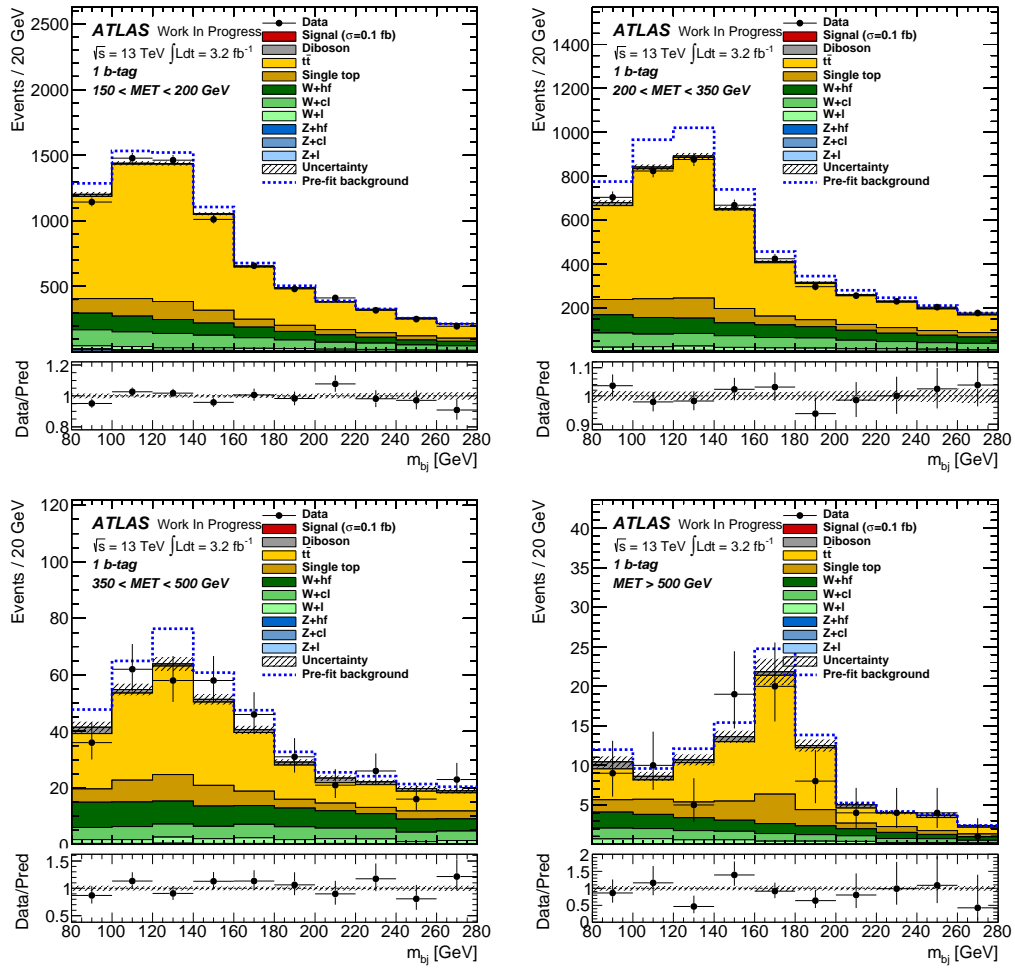 Events / 20 GeV
2500
2000
1500
1000
500
ATLAS Work In Progress
√s = 13 TeV ∫Ldt = 3.2 fb⁻¹
1 b-tag
150 < MET < 200 GeV
Data
Signal (σ=0.1 fb)
Diboson
tt̄
Single top
W+hf
W+cl
W+l
Z+hf
Z+cl
Z+l
Uncertainty
Pre-fit background
Data/Pred
1.2
1
0.8
80 100 120 140 160 180 200 220 240 260 280
m_bj [GeV]
Events / 20 GeV
1400
1200
1000
800
600
400
200
ATLAS Work In Progress
√s = 13 TeV ∫Ldt = 3.2 fb⁻¹
1 b-tag
200 < MET < 350 GeV
Data
Signal (σ=0.1 fb)
Diboson
tt̄
Single top
W+hf
W+cl
W+l
Z+hf
Z+cl
Z+l
Uncertainty
Pre-fit background
Data/Pred
1.1
1
0.9
80 100 120 140 160 180 200 220 240 260 280
m_bj [GeV]
Events / 20 GeV
120
100
80
60
40
20
0
ATLAS Work In Progress
√s = 13 TeV ∫Ldt = 3.2 fb⁻¹
1 b-tag
350 < MET < 500 GeV
Data
Signal (σ=0.1 fb)
Diboson
tt̄
Single top
W+hf
W+cl
W+l
Z+hf
Z+cl
Z+l
Uncertainty
Pre-fit background
Data/Pred
1.5
1
0.5
80 100 120 140 160 180 200 220 240 260 280
m_bj [GeV]
Events / 20 GeV
40
35
30
25
20
15
10
5
ATLAS Work In Progress
√s = 13 TeV ∫Ldt = 3.2 fb⁻¹
1 b-tag
MET > 500 GeV
Data
Signal (σ=0.1 fb)
Diboson
tt̄
Single top
W+hf
W+cl
W+l
Z+hf
Z+cl
Z+l
Uncertainty
Pre-fit background
Data/Pred
2
1.5
1
0.5
0
80 100 120 140 160 180 200 220 240 260 280
m_bj [GeV]